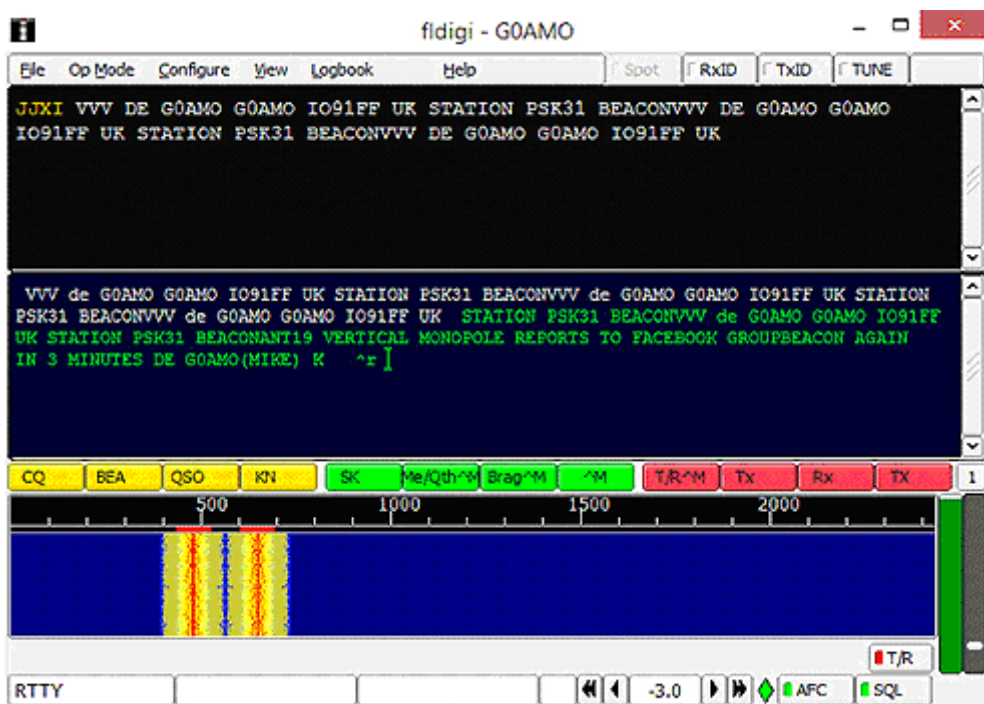 fldigi - G0AMO
File Op Mode Configure View Logbook Help Spot RxID TxID TUNE
JJXI VVV DE G0AMO G0AMO IO91FF UK STATION PSK31 BEACONVVV DE G0AMO G0AMO
IO91FF UK STATION PSK31 BEACONVVV DE G0AMO G0AMO IO91FF UK
VVV de G0AMO G0AMO IO91FF UK STATION PSK31 BEACONVVV de G0AMO G0AMO IO91FF UK STATION
PSK31 BEACONVVV de G0AMO G0AMO IO91FF UK STATION PSK31 BEACONVVV de G0AMO G0AMO IO91FF
UK STATION PSK31 BEACONANT19 VERTICAL MONOPOLE REPORTS TO FACEBOOK GROUPBEACON AGAIN
IN 3 MINUTES DE G0AMO(MIKE) K ^r
CQ BEA QSO KN SK Me/Qth^M Brag^M ^M T/R^M Tx Rx TX 1
500 1000 1500 2000
T/R
RTTY -3.0 AFC SQL